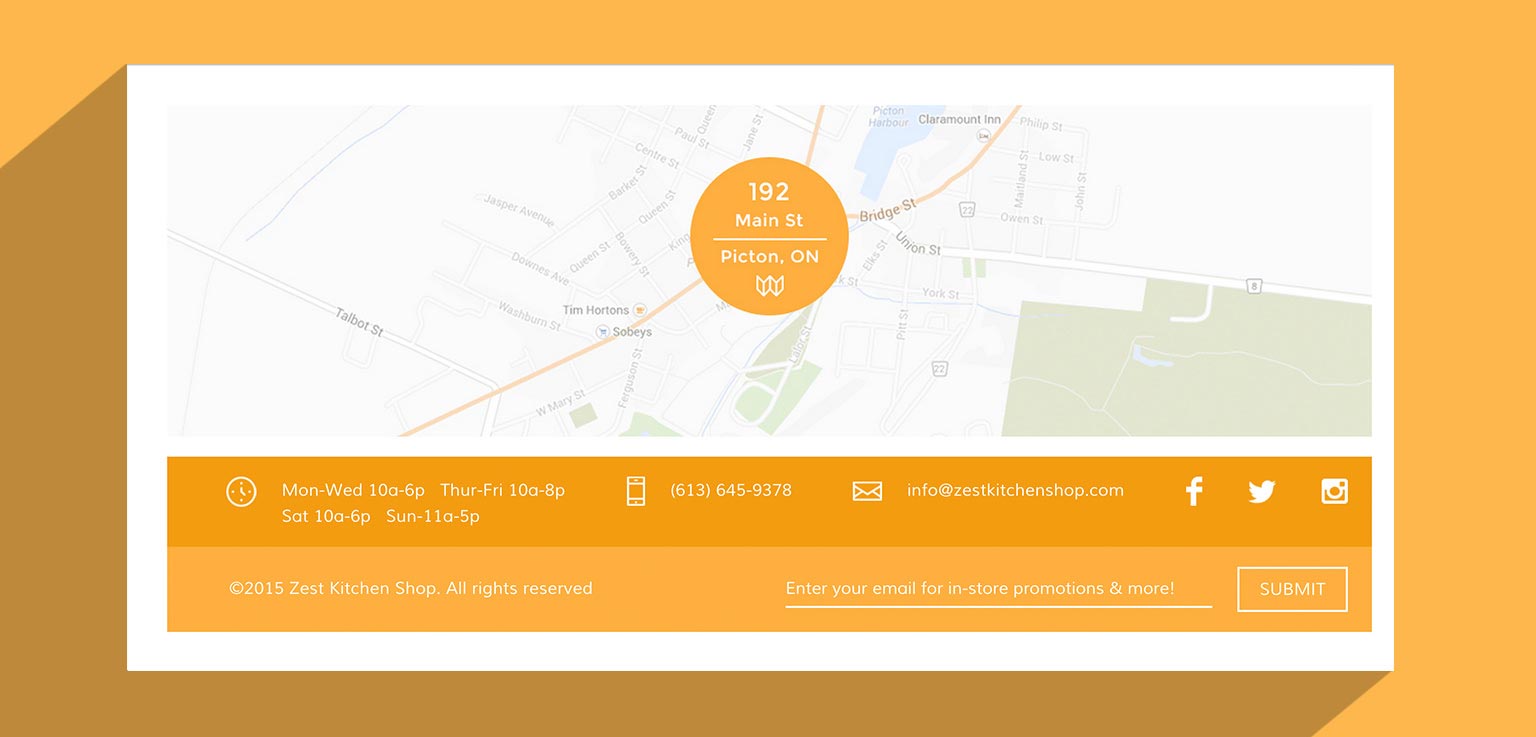 Picton
Harbour
Claramount Inn
Philip St
Paul St
Queen
Jane St
Centre St
Low St
Barket St
Maitland St
John St
Queen St
Jasper Avenue
192
Main St
Picton, ON
Bridge St
22
Owen St
Union St
Elks St
King
Bowery St
Queen St
Downes Ave
k St
York St
8
Washburn St
Tim Hortons
Sobeys
Talbot St
Pitt St
Lalor St
22
Ferguson St
W Mary St
Mon-Wed 10a-6p Thur-Fri 10a-8p
Sat 10a-6p Sun-11a-5p
(613) 645-9378
info@zestkitchenshop.com
©2015 Zest Kitchen Shop. All rights reserved
Enter your email for in-store promotions & more!
SUBMIT